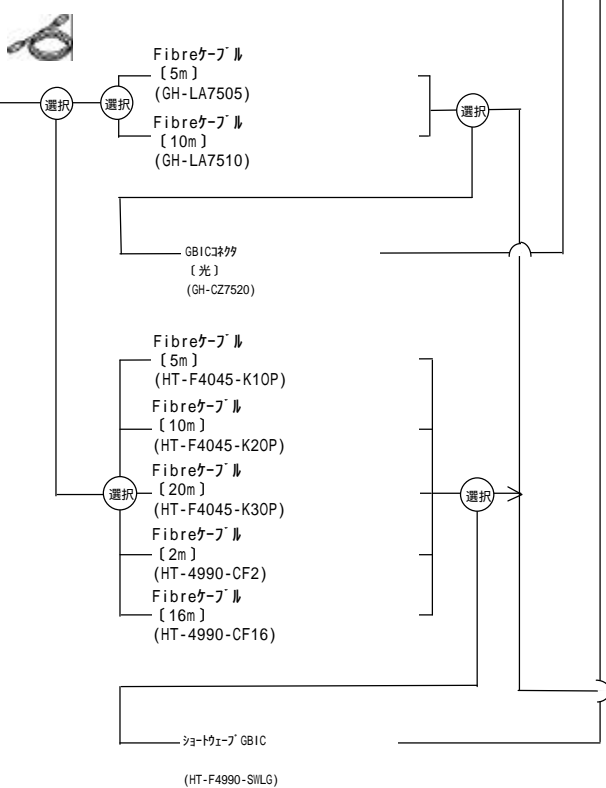 Fibreｹｰﾌﾞﾙ
〔5m〕
(GH-LA7505)
選択
選択
選択
Fibreｹｰﾌﾞﾙ
〔10m〕
(GH-LA7510)
GBICｺﾈｸﾀ
〔光〕
(GH-CZ7520)
Fibreｹｰﾌﾞﾙ
〔5m〕
(HT-F4045-K10P)
Fibreｹｰﾌﾞﾙ
〔10m〕
(HT-F4045-K20P)
Fibreｹｰﾌﾞﾙ
選択
〔20m〕
選択
(HT-F4045-K30P)
Fibreｹｰﾌﾞﾙ
〔2m〕
(HT-4990-CF2)
Fibreｹｰﾌﾞﾙ
〔16m〕
(HT-4990-CF16)
ｼｮｰﾄｳｪｰﾌﾞGBIC
(HT-F4990-SWLG)